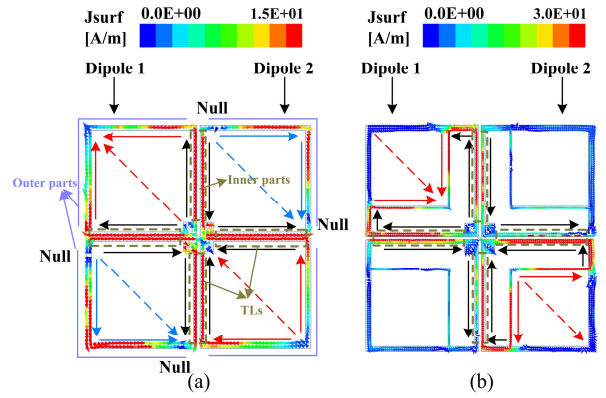 Jsurf 0.0E+00 1.5E+01
[A/m]
Dipole 1 Dipole 2
Null
Outer parts
Inner parts
Null
Null
TLs
Null
(a)
Jsurf 0.0E+00 3.0E+01
[A/m]
Dipole 1 Dipole 2
(b)